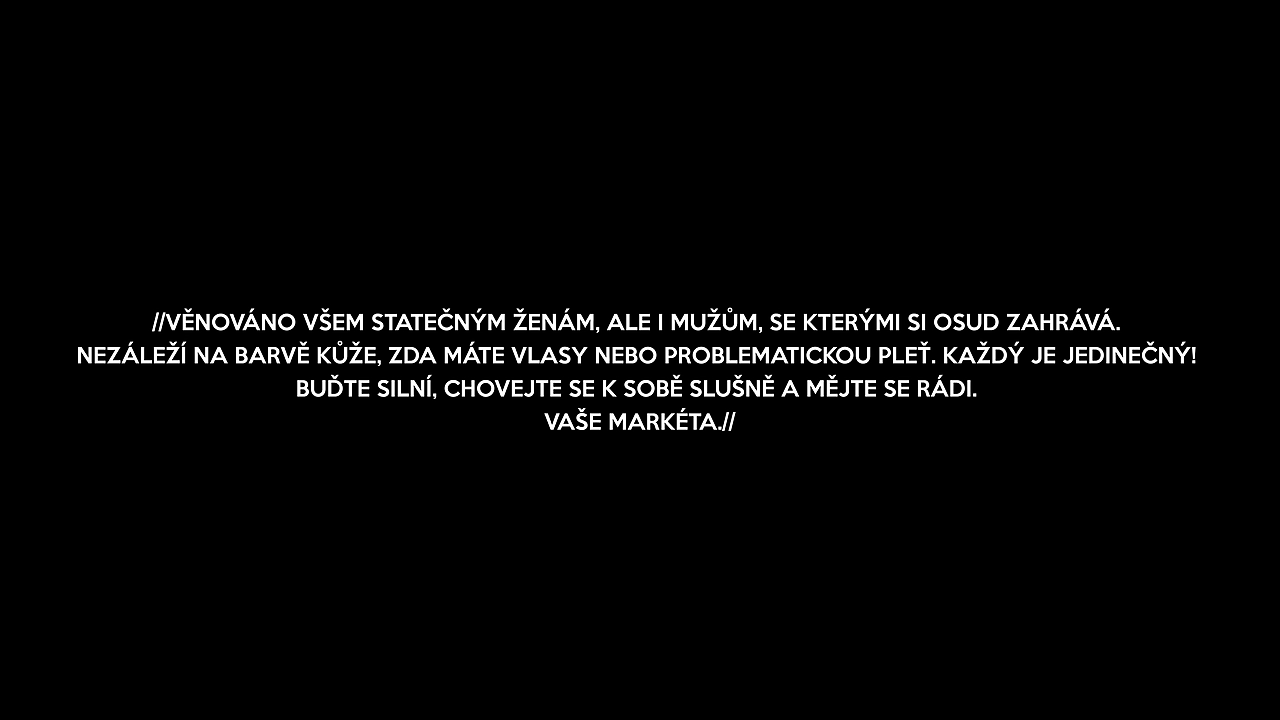 //VĚNOVÁNO VŠEM STATEČNÝM ŽENÁM, ALE I MUŽŮM, SE KTERÝMI SI OSUD ZAHRÁVÁ.
NEZÁLEŽÍ NA BARVĚ KŮŽE, ZDA MÁTE VLASY NEBO PROBLEMATICKOU PLEŤ. KAŽDÝ JE JEDINEČNÝ!
BUĎTE SILNÍ, CHOVEJTE SE K SOBĚ SLUŠNĚ A MĚJTE SE RÁDI.
VAŠE MARKÉTA.//